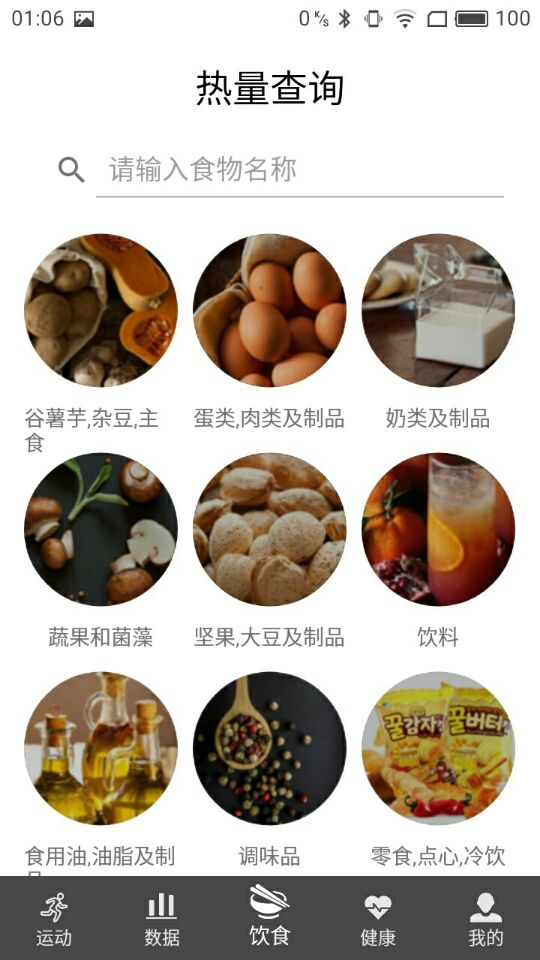 01:06 0 K/s 100
热量查询
请输入食物名称
谷薯芋,杂豆,主
食
蛋类,肉类及制品
奶类及制品
蔬果和菌藻
坚果,大豆及制品
饮料
꿀감자 꿀버터
食用油,油脂及制
调味品
零食,点心,冷饮
运动
数据
饮食
健康
我的